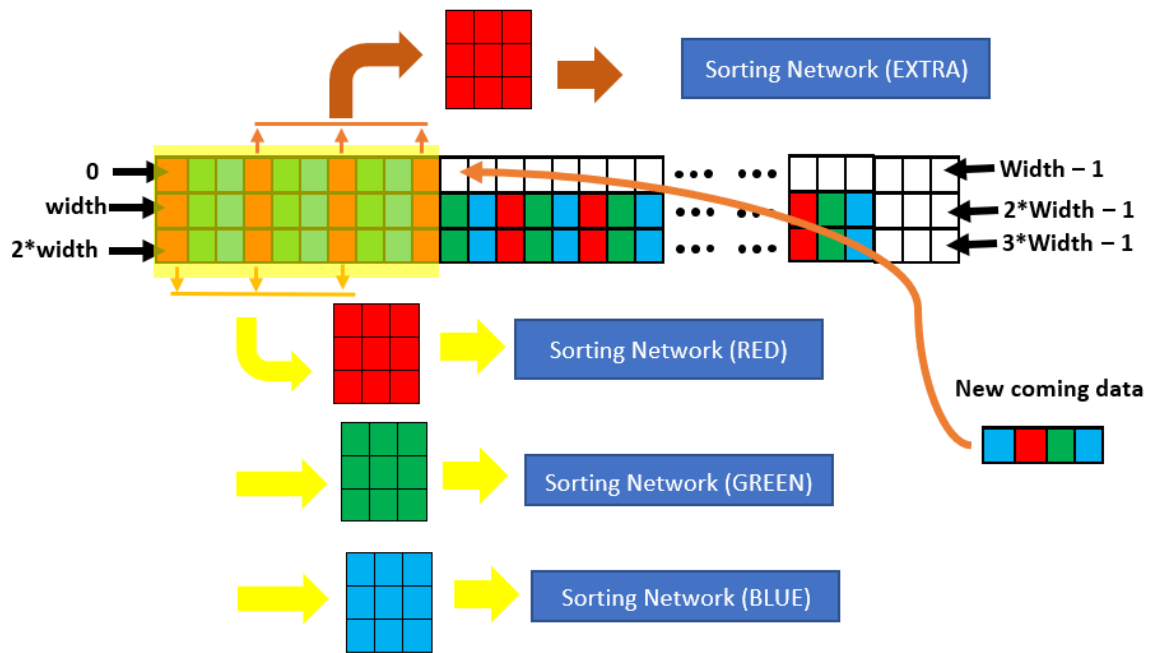 Sorting Network (EXTRA)
0
Width – 1
width
2*Width – 1
2*width
3*Width – 1
Sorting Network (RED)
New coming data
Sorting Network (GREEN)
Sorting Network (BLUE)